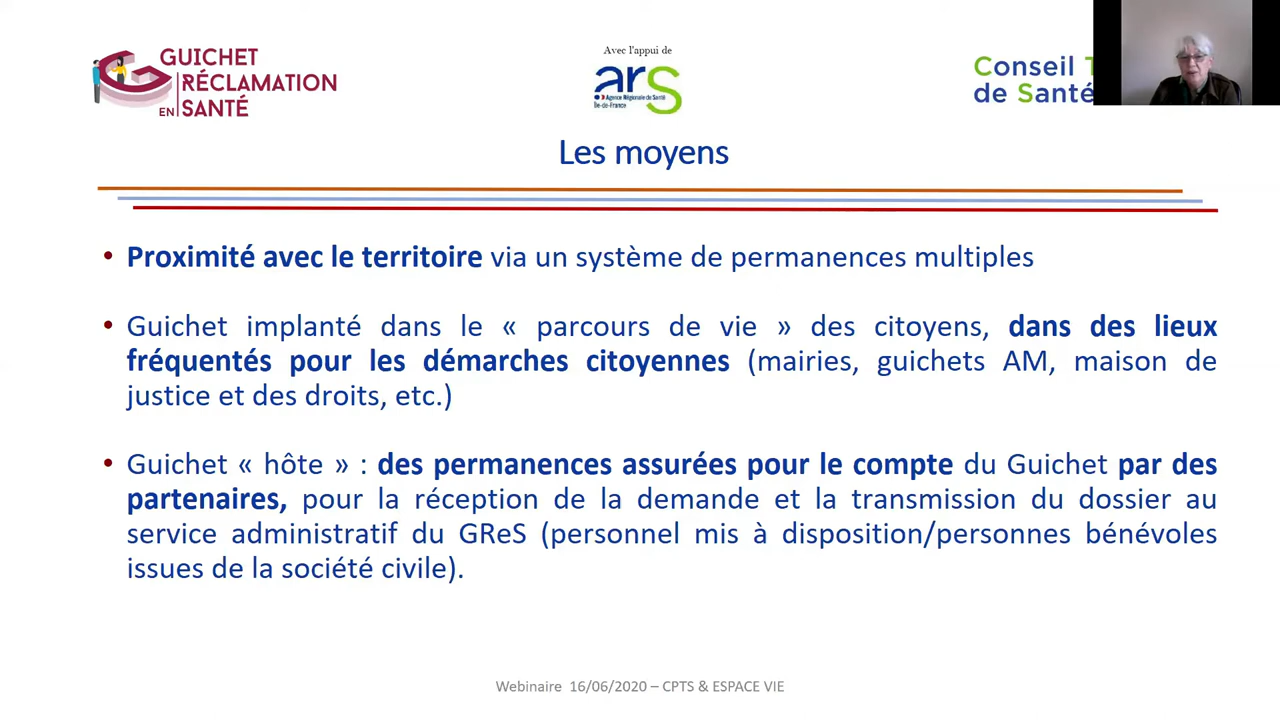 GUICHET
RÉCLAMATION
EN SANTÉ
Avec l'appui de
ars
Agence Régionale de Santé
Île-de-France
Conseil T
de Santé
Les moyens
• Proximité avec le territoire via un système de permanences multiples
• Guichet implanté dans le « parcours de vie » des citoyens, dans des lieux
fréquentés pour les démarches citoyennes (mairies, guichets AM, maison de
justice et des droits, etc.)
• Guichet « hôte » : des permanences assurées pour le compte du Guichet par des
partenaires, pour la réception de la demande et la transmission du dossier au
service administratif du GReS (personnel mis à disposition/personnes bénévoles
issues de la société civile).
Webinaire 16/06/2020 – CPTS & ESPACE VIE